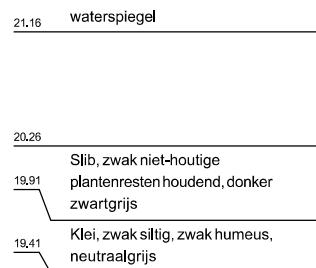 21.16 waterspiegel
20.26
Slib, zwak niet-houtige
19.91 plantenresten houdend, donker
zwartgrijs
Klei, zwak siltig, zwak humeus,
19.41 neutraalgrijs